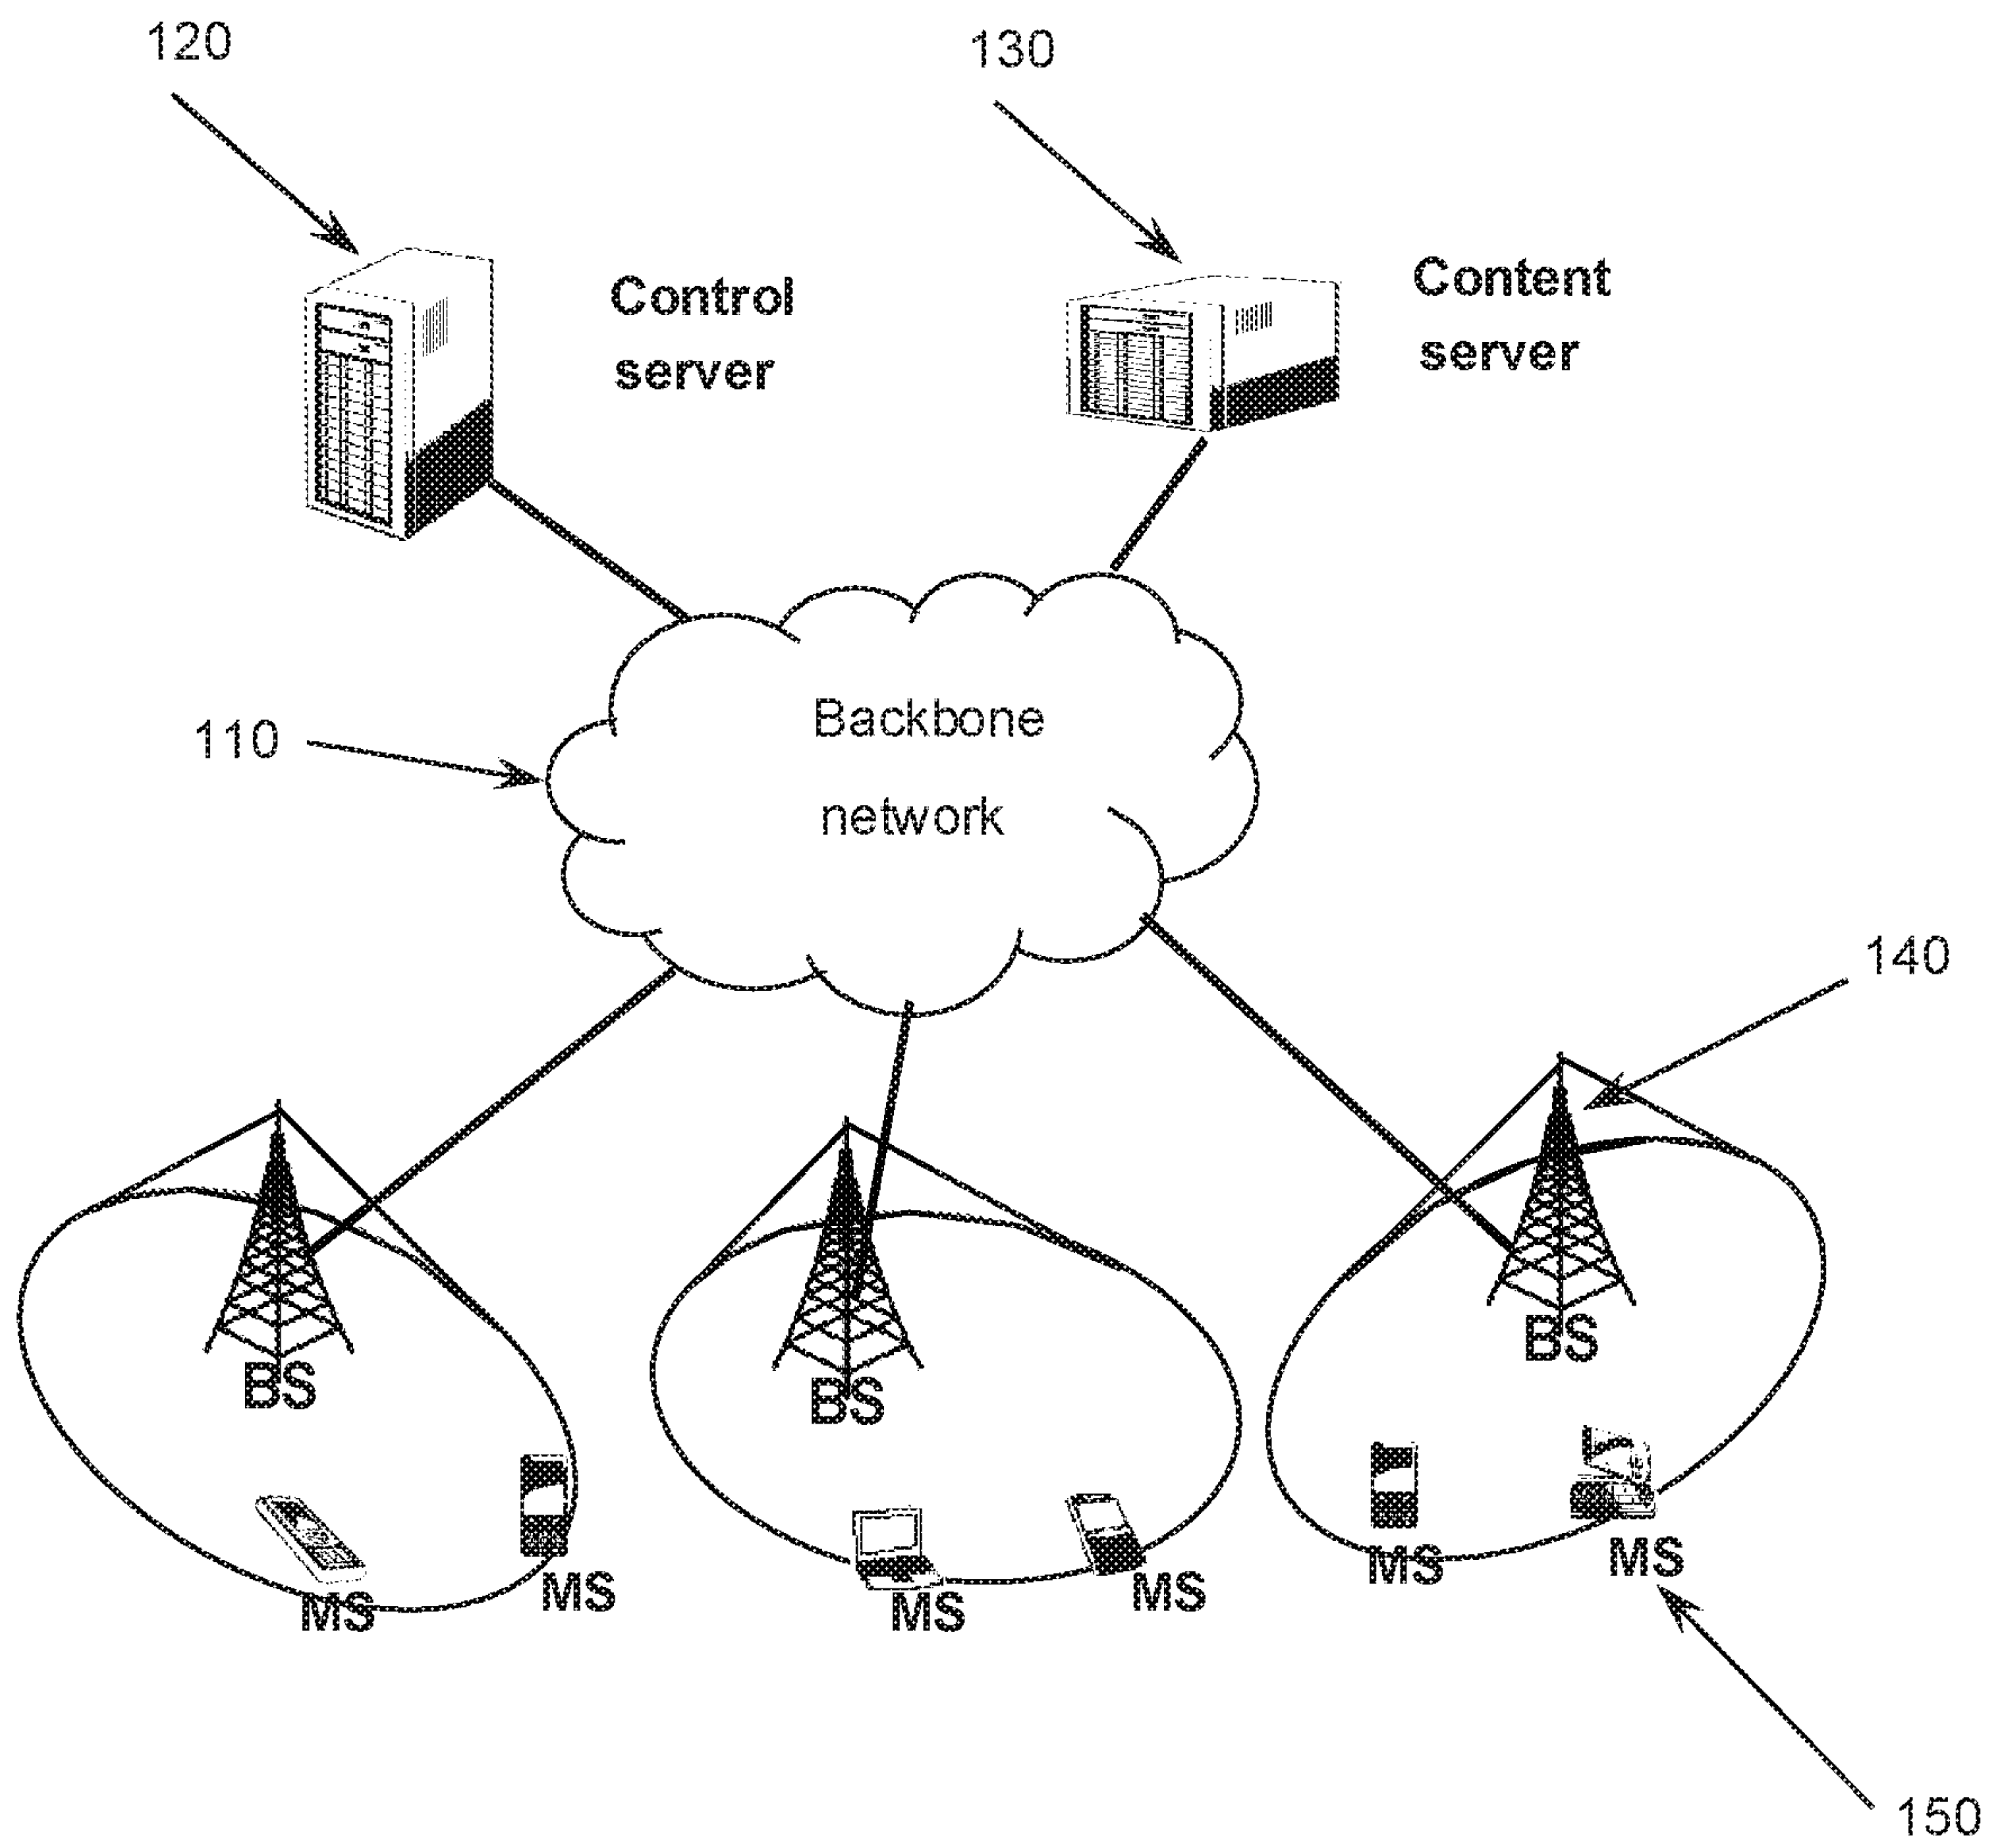 120
130
Control
server
Content
server
110
Backbone
network
140
BS
BS
BS
MS
MS
MS
MS
MS
MS
150